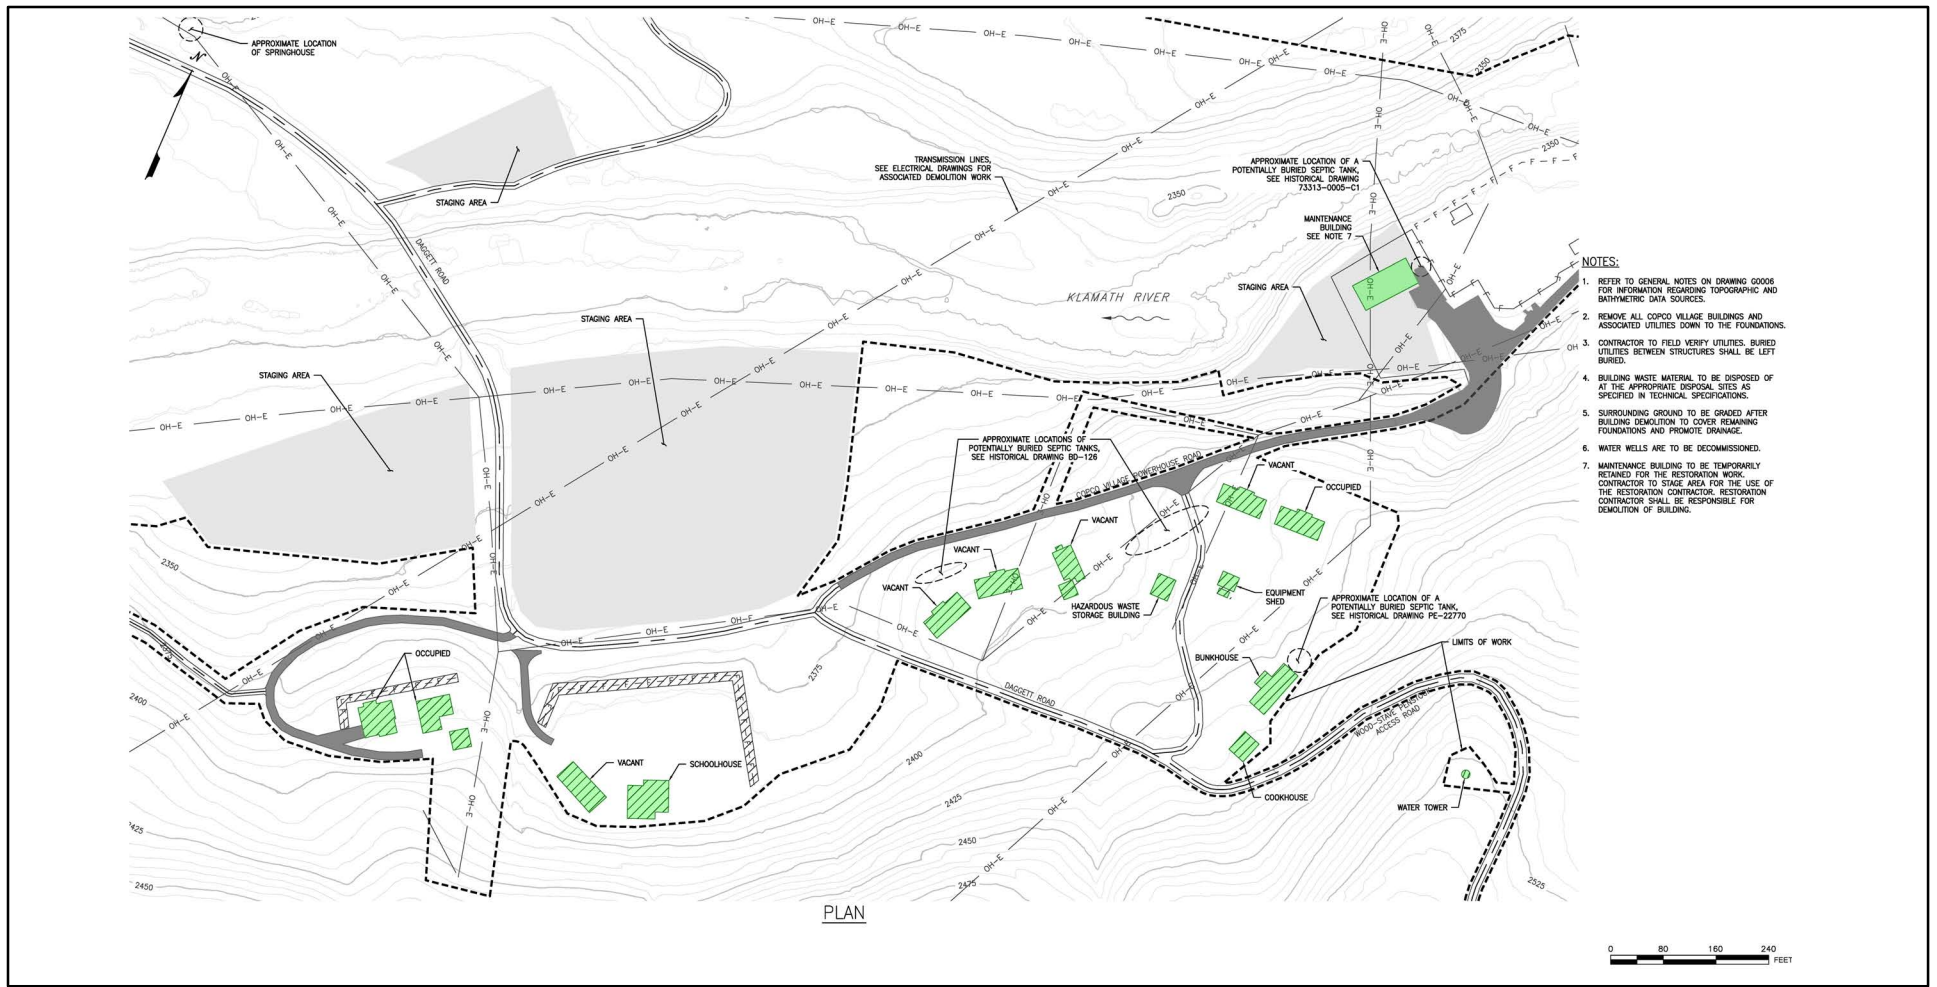 APPROXIMATE LOCATION
OF SPRINGHOUSE
N
STAGING AREA
DAGGETT ROAD
TRANSMISSION LINES,
SEE ELECTRICAL DRAWINGS FOR
ASSOCIATED DEMOLITION WORK
APPROXIMATE LOCATION OF A
POTENTIALLY BURIED SEPTIC TANK,
SEE HISTORICAL DRAWING
73313-0005-C1
MAINTENANCE
BUILDING
SEE NOTE 7
2375
2350
2350
2350
OH-E
OH-E
OH-E
OH-E
F
F
F
KLAMATH RIVER
STAGING AREA
STAGING AREA
STAGING AREA
APPROXIMATE LOCATIONS OF
POTENTIALLY BURIED SEPTIC TANKS,
SEE HISTORICAL DRAWING BD-126
COPCO VILLAGE POWERHOUSE ROAD
VACANT
OCCUPIED
VACANT
VACANT
VACANT
HAZARDOUS WASTE
STORAGE BUILDING
EQUIPMENT
SHED
APPROXIMATE LOCATION OF A
POTENTIALLY BURIED SEPTIC TANK,
SEE HISTORICAL DRAWING PE-22770
LIMITS OF WORK
BUNKHOUSE
DAGGETT ROAD
WOOD-STAVE PENSTOCK
ACCESS ROAD
OCCUPIED
VACANT
SCHOOLHOUSE
COOKHOUSE
WATER TOWER
2350
2375
2400
2425
2450
2375
2400
2425
2450
2475
2525
NOTES:
1. REFER TO GENERAL NOTES ON DRAWING G0006
FOR INFORMATION REGARDING TOPOGRAPHIC AND
BATHYMETRIC DATA SOURCES.
2. REMOVE ALL COPCO VILLAGE BUILDINGS AND
ASSOCIATED UTILITIES DOWN TO THE FOUNDATIONS.
3. CONTRACTOR TO FIELD VERIFY UTILITIES. BURIED
UTILITIES BETWEEN STRUCTURES SHALL BE LEFT
BURIED.
4. BUILDING WASTE MATERIAL TO BE DISPOSED OF
AT THE APPROPRIATE DISPOSAL SITES AS
SPECIFIED IN TECHNICAL SPECIFICATIONS.
5. SURROUNDING GROUND TO BE GRADED AFTER
BUILDING DEMOLITION TO COVER REMAINING
FOUNDATIONS AND PROMOTE DRAINAGE.
6. WATER WELLS ARE TO BE DECOMMISSIONED.
7. MAINTENANCE BUILDING TO BE TEMPORARILY
RETAINED FOR THE RESTORATION WORK.
CONTRACTOR TO STAGE AREA FOR THE USE OF
THE RESTORATION CONTRACTOR. RESTORATION
CONTRACTOR SHALL BE RESPONSIBLE FOR
DEMOLITION OF BUILDING.
PLAN
0 80 160 240
FEET